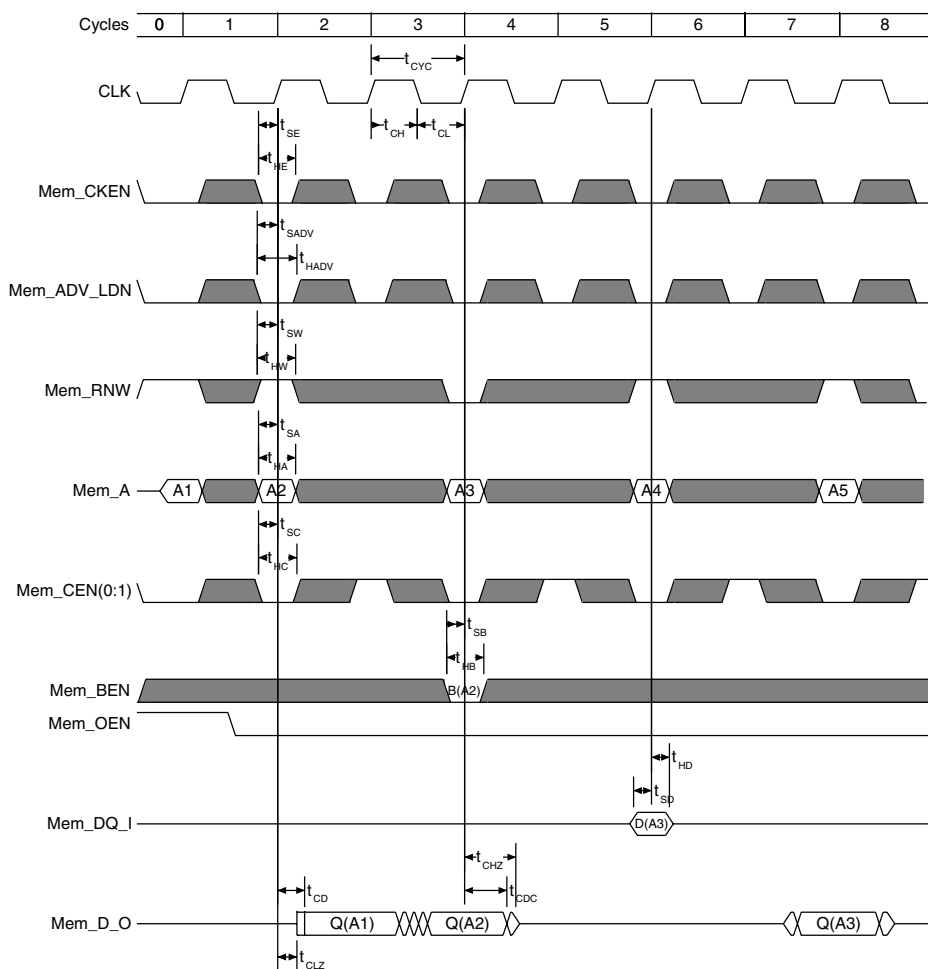 Cycles 0 1 2 3 4 5 6 7 8
tCYC
CLK
tSE tCH tCL
tHE
Mem_CKEN
tSADV
tHADV
Mem_ADV_LDN
tSW
tHW
Mem_RNW
tSA
tHA
Mem_A A1 A2 A3 A4 A5
tSC
tHC
Mem_CEN(0:1)
tSB
tHB
Mem_BEN B(A2)
Mem_OEN
tHD
tSD
Mem_DQ_I D(A3)
tCHZ
tCD tCDC
Mem_D_O Q(A1) Q(A2) Q(A3)
tCLZ